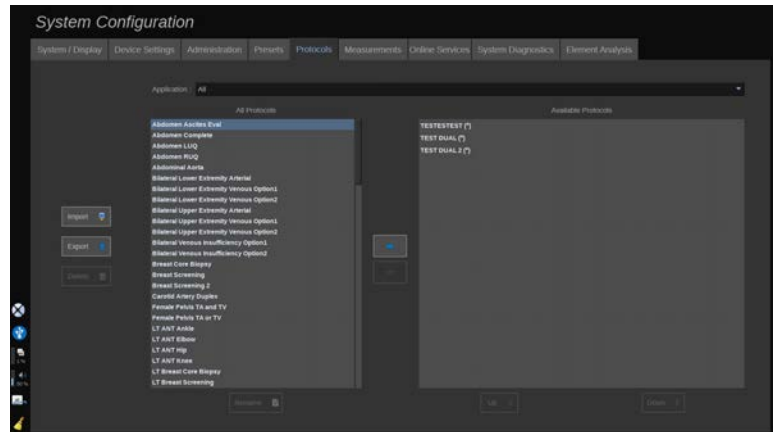 System Configuration
System / Display Device Settings Administration Presets Protocols Measurements Online Services System Diagnostics Element Analysis
Application : All
All Protocols
Available Protocols
Abdomen Ascites Eval
Abdomen Complete
Abdomen LUQ
Abdomen RUQ
Abdominal Aorta
Bilateral Lower Extremity Arterial
Bilateral Lower Extremity Venous Option1
Bilateral Lower Extremity Venous Option2
Bilateral Upper Extremity Arterial
Bilateral Upper Extremity Venous Option1
Bilateral Upper Extremity Venous Option2
Bilateral Venous Insufficiency Option1
Bilateral Venous Insufficiency Option2
Breast Core Biopsy
Breast Screening
Breast Screening 2
Carotid Artery Duplex
Female Pelvis TA and TV
Female Pelvis TA or TV
LT ANT Ankle
LT ANT Elbow
LT ANT Hip
LT ANT Knee
LT Breast Core Biopsy
LT Breast Screening
TESTESTEST (*)
TEST DUAL (*)
TEST DUAL 2 (*)
Import
Export
Delete
Rename
Up
Down